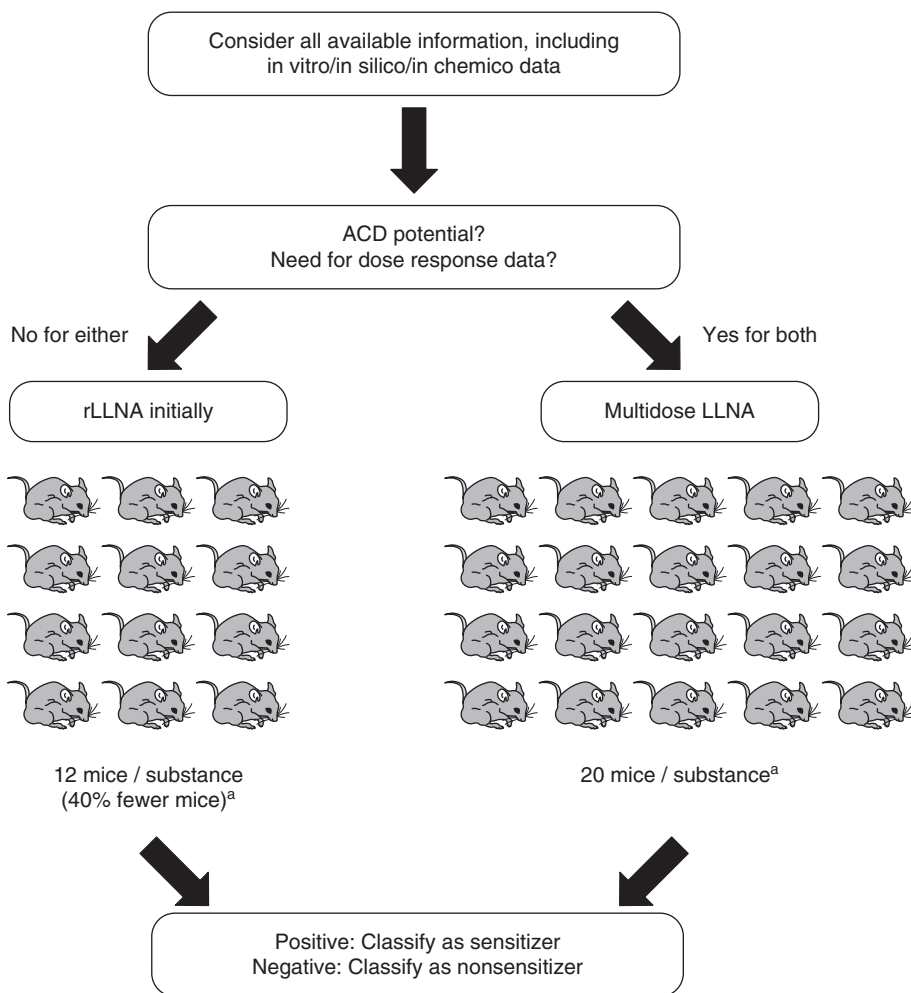 Consider all available information, including
in vitro/in silico/in chemico data
ACD potential?
Need for dose response data?
No for either
Yes for both
rLLNA initially
Multidose LLNA
12 mice / substance
(40% fewer mice)ᵃ
20 mice / substanceᵃ
Positive: Classify as sensitizer
Negative: Classify as nonsensitizer